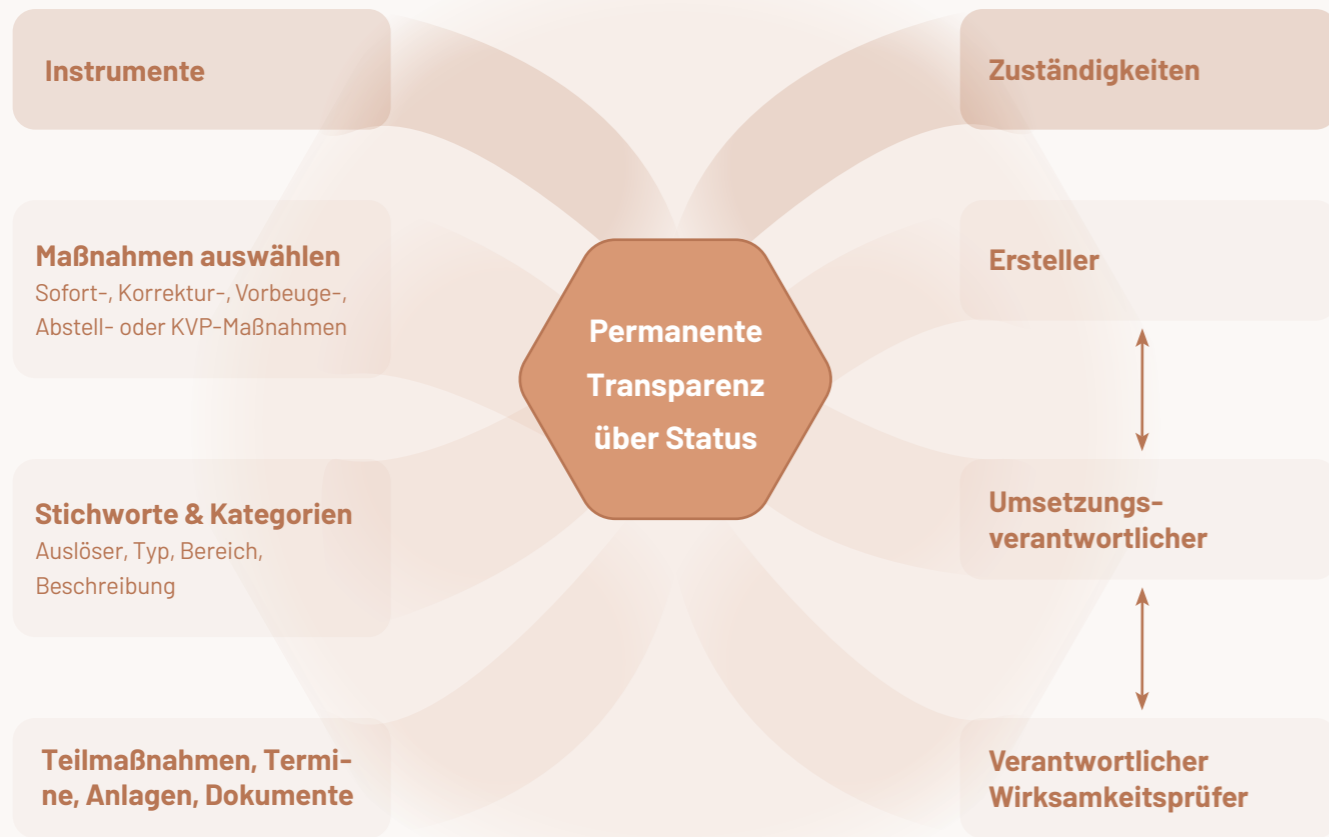 Instrumente
Maßnahmen auswählen
Sofort-, Korrektur-, Vorbeuge-,
Abstell- oder KVP-Maßnahmen
Stichworte & Kategorien
Auslöser, Typ, Bereich,
Beschreibung
Teilmaßnahmen, Termi-
ne, Anlagen, Dokumente
Permanente
Transparenz
über Status
Zuständigkeiten
Ersteller
Umsetzungs-
verantwortlicher
Verantwortlicher
Wirksamkeitsprüfer